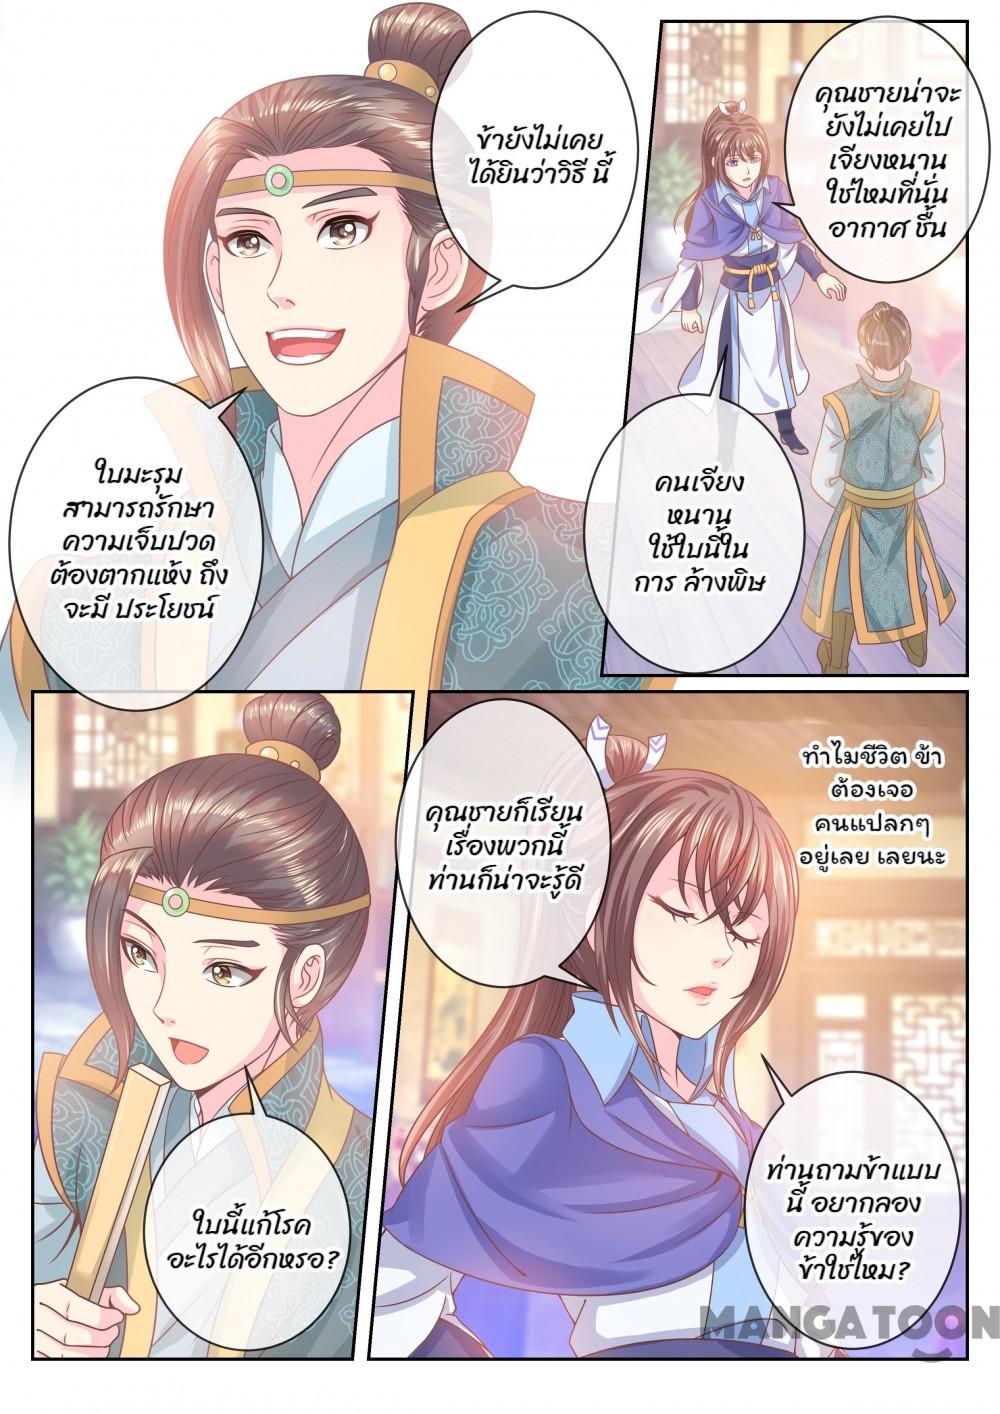 ข้ายังไม่เคย
ได้ยินว่าวิธี นี้
ใบมะรุม
สามารถรักษา
ความเจ็บปวด
ต้องตากแห้ง ถึง
จะมี ประโยชน์
คุณชายน่าจะ
ยังไม่เคยไป
เจียงหนาน
ใช่ไหมที่นั่น
อากาศ ชื้น
คนเจียง
หนาน
ใช้ใบนี้ใน
การ ล้างพิษ
ใบนี้แก้โรค
อะไรได้อีกหรอ?
คุณชายก็เรียน
เรื่องพวกนี้
ท่านก็น่าจะรู้ดี
ทำไมชีวิต ข้า
ต้องเจอ
คนแปลกๆ
อยู่เลย เลยนะ
ท่านถามข้าแบบ
นี้ อยากลอง
ความรู้ของ
ข้าใช่ไหม?
MANGATOON